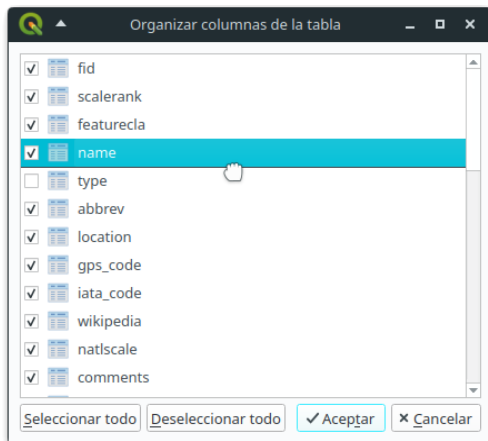 Organizar columnas de la tabla
fid
scalerank
featurecla
name
type
abbrev
location
gps_code
iata_code
wikipedia
natlscale
comments
Seleccionar todo Deseleccionar todo Aceptar Cancelar